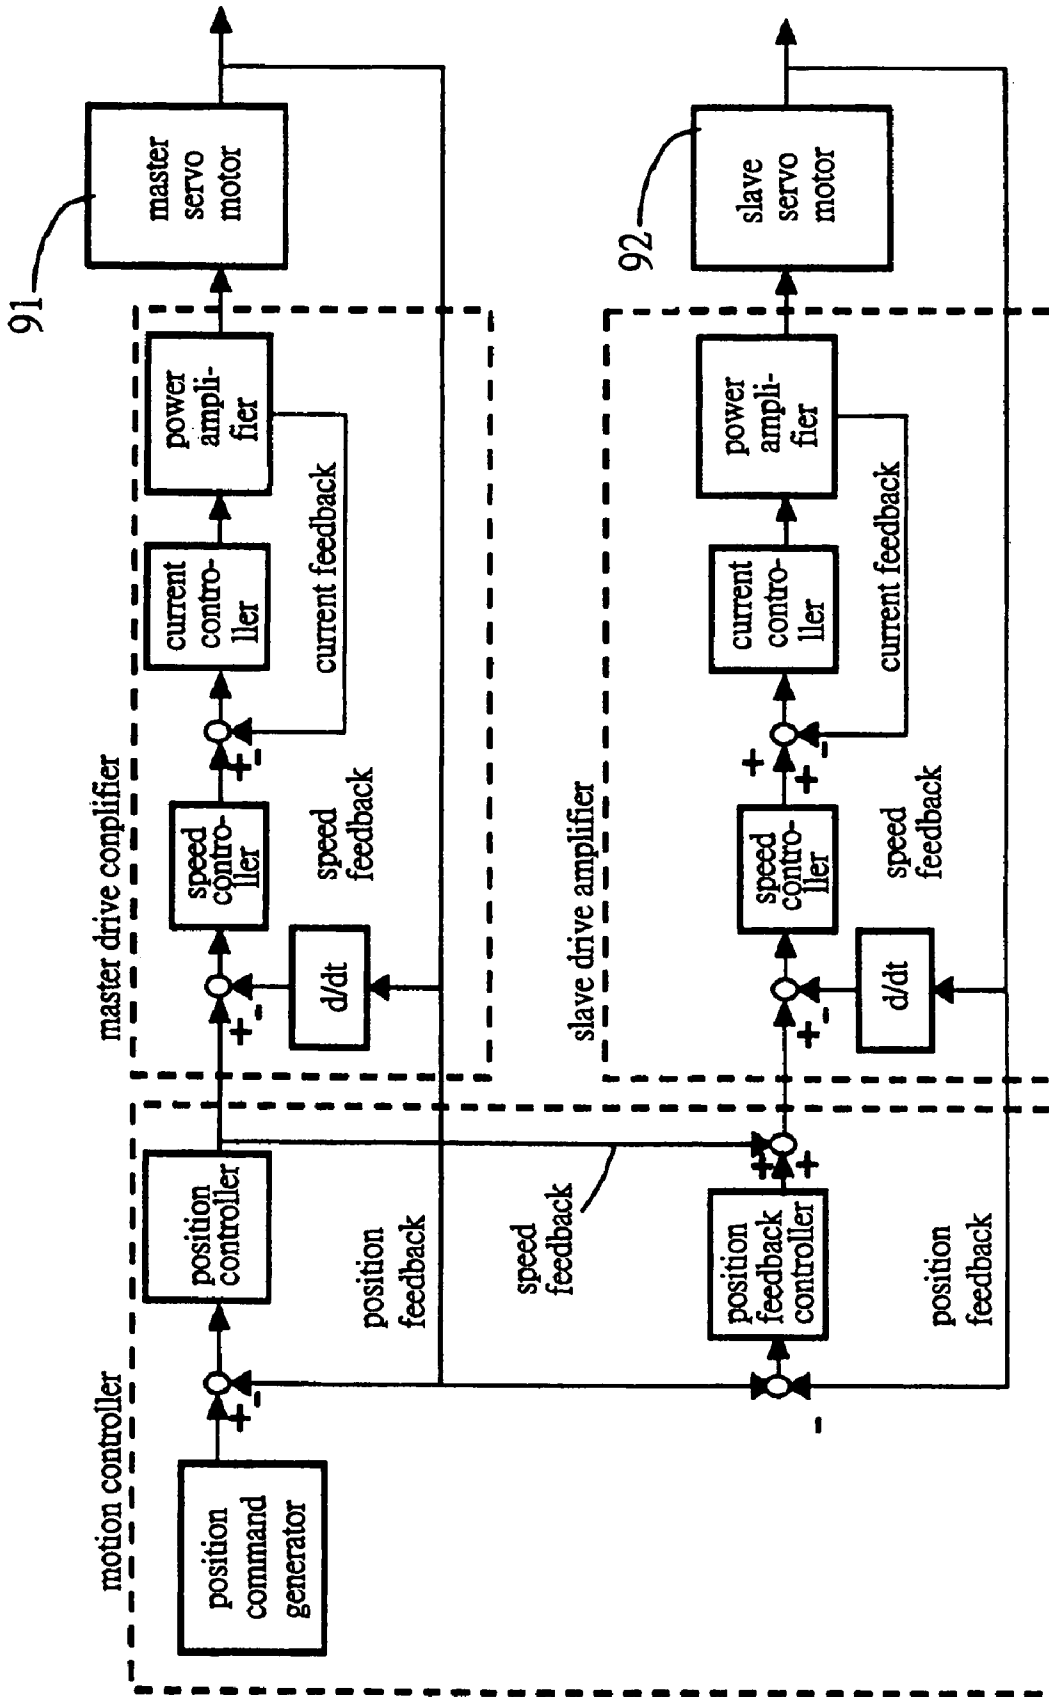 motion controller
position
command
generator
+
-
position
controller
position
feedback
speed
feedback
position
feedback
controller
+
+
-
position
feedback
master drive complifier
+
-
d/dt
speed
contro-
ller
speed
feedback
+
-
current
contro-
ller
power
ampli-
fier
current feedback
master
servo
motor
91
slave drive amplifier
+
-
d/dt
speed
contro-
ller
speed
feedback
+
+
-
current
contro-
ller
power
ampli-
fier
current feedback
slave
servo
motor
92